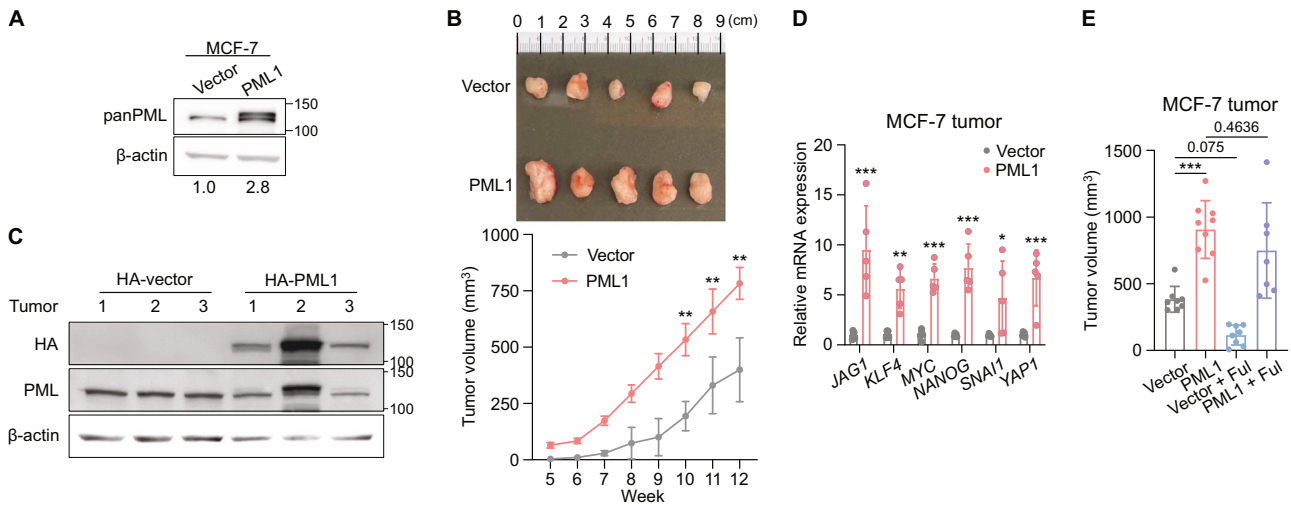 A
MCF-7
Vector
PML1
panPML
150
100
β-actin
1.0 2.8
B
0 1 2 3 4 5 6 7 8 9 (cm)
Vector
PML1
1000
750
500
250
0
Tumor volume (mm³)
Vector
PML1
** ** **
5 6 7 8 9 10 11 12
Week
C
HA-vector HA-PML1
Tumor 1 2 3 1 2 3
HA
150
100
PML
150
100
β-actin
D
MCF-7 tumor
Vector
PML1
20
15
10
5
0
Relative mRNA expression
*** ** *** *** * ***
JAG1 KLF4 MYC NANOG SNAI1 YAP1
E
MCF-7 tumor
0.4636
0.075
***
1500
1000
500
0
Tumor volume (mm³)
Vector
PML1
Vector + Ful
PML1 + Ful